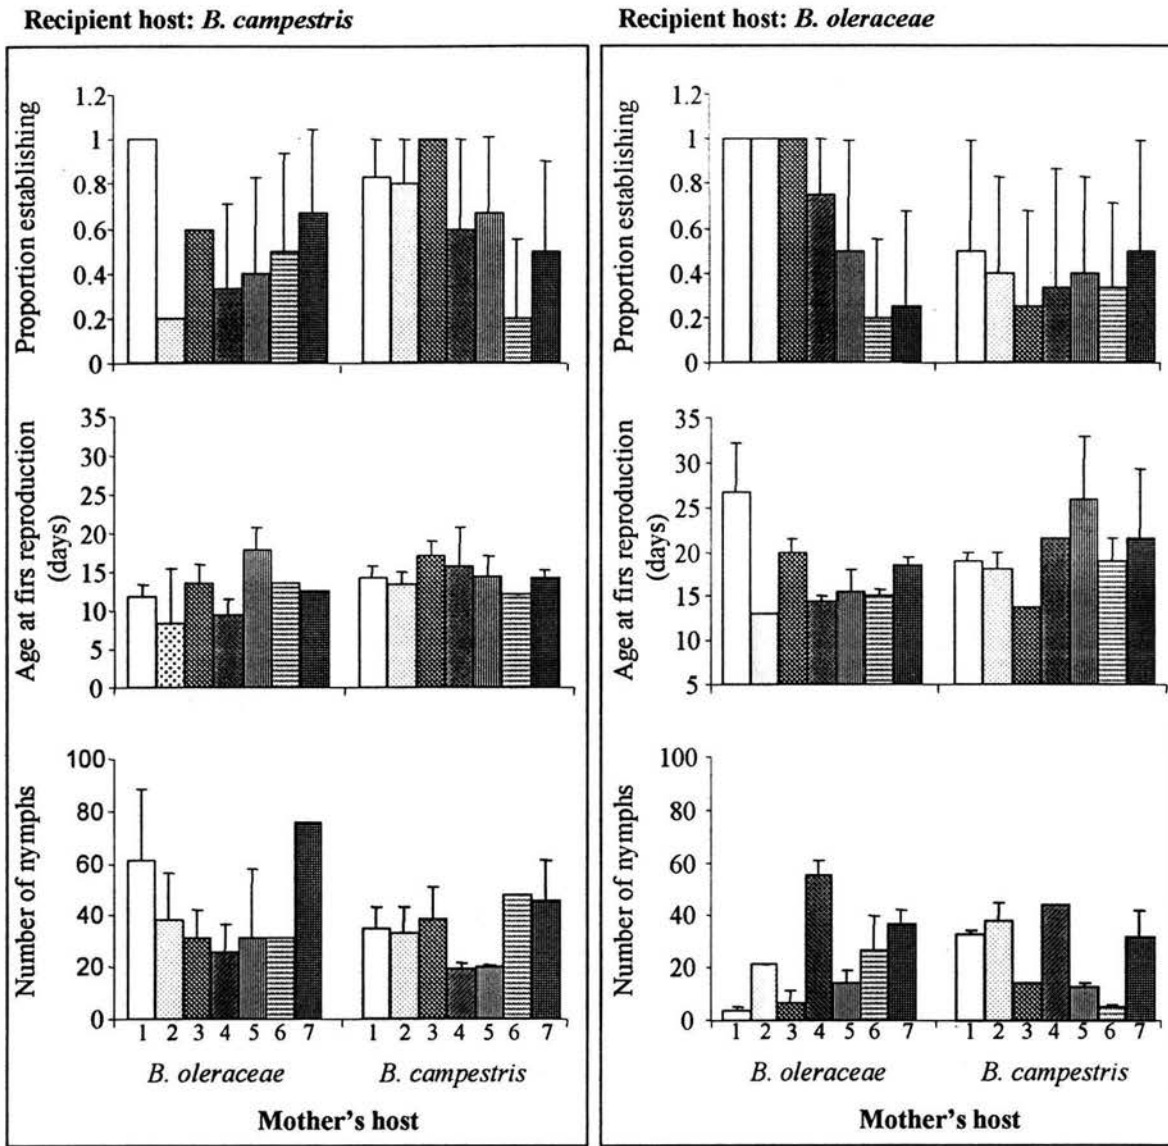 Recipient host: B. campestris
Proportion establishing
1.2
1
0.8
0.6
0.4
0.2
0
Age at firs reproduction
(days)
35
30
25
20
15
10
5
0
Number of nymphs
100
80
60
40
20
0
1 2 3 4 5 6 7 1 2 3 4 5 6 7
B. oleraceae B. campestris
Mother's host
Recipient host: B. oleraceae
Proportion establishing
1.2
1
0.8
0.6
0.4
0.2
0
Age at firs reproduction
(days)
35
30
25
20
15
10
5
Number of nymphs
100
80
60
40
20
0
1 2 3 4 5 6 7 1 2 3 4 5 6 7
B. oleraceae B. campestris
Mother's host